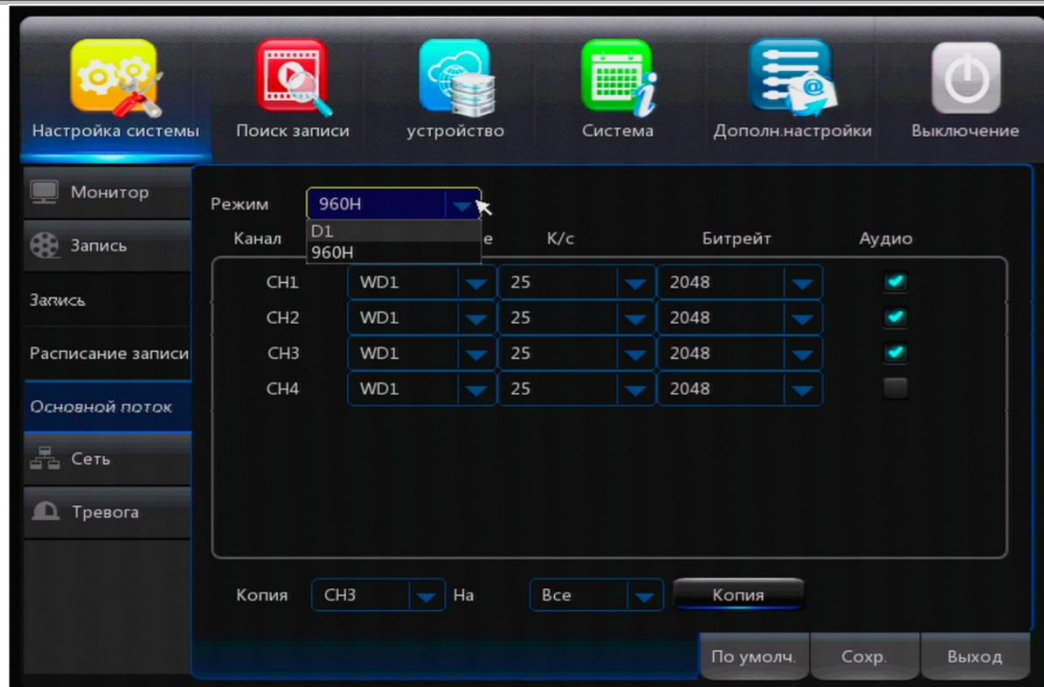 Настройка системы Поиск записи устройство Система Дополн.настройки Выключение
Монитор
Запись
Запись
Расписание записи
Основной поток
Сеть
Тревога
Режим 960H
D1
960H
Канал е К/с Битрейт Аудио
CH1 WD1 25 2048
CH2 WD1 25 2048
CH3 WD1 25 2048
CH4 WD1 25 2048
Копия CH3 На Все Копия
По умолч. Сохр. Выход